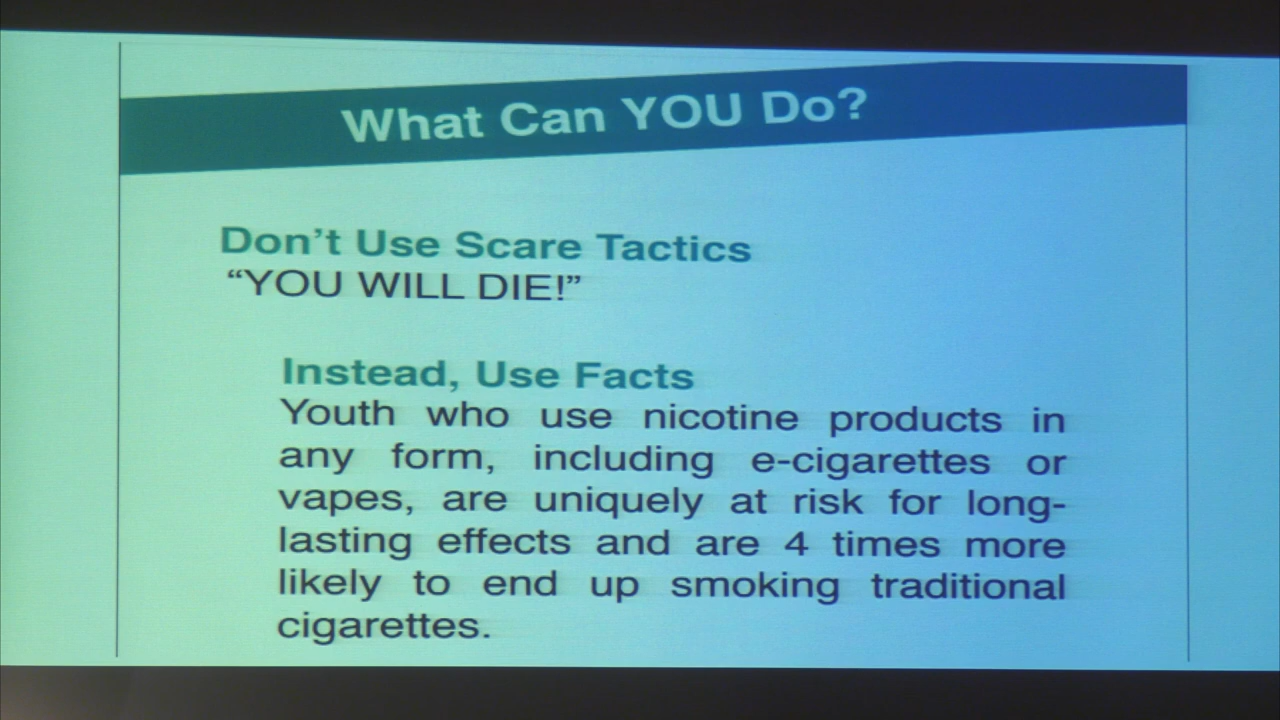 What Can YOU Do?
Don't Use Scare Tactics
“YOU WILL DIE!”
Instead, Use Facts
Youth who use nicotine products in
any form, including e-cigarettes or
vapes, are uniquely at risk for long-
lasting effects and are 4 times more
likely to end up smoking traditional
cigarettes.